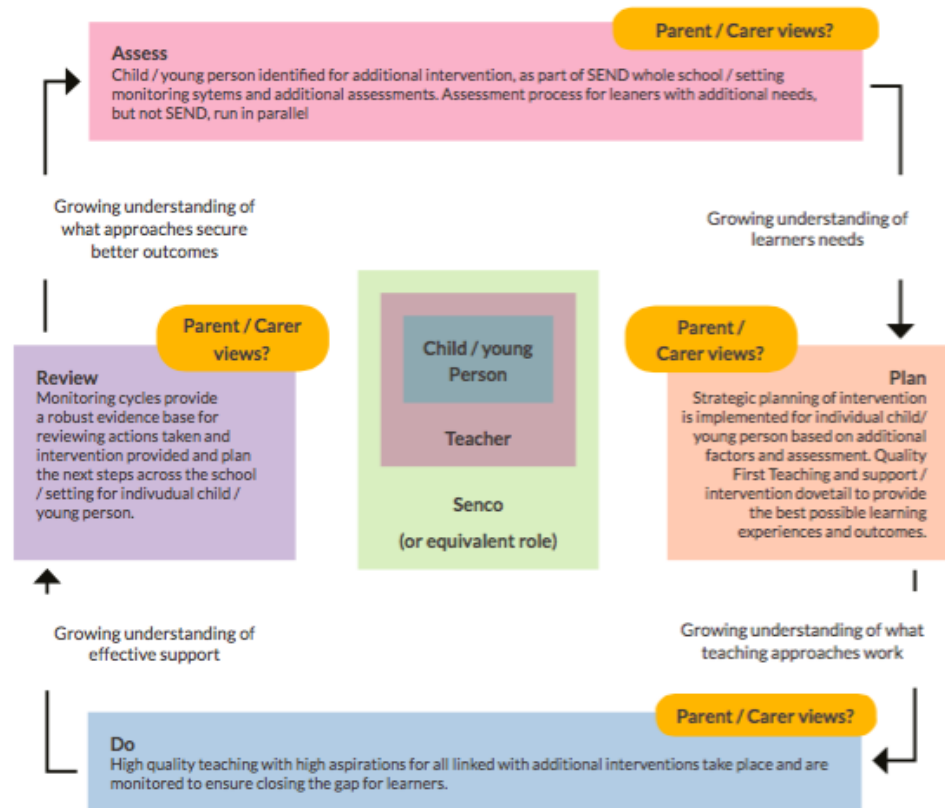 Parent / Carer views?
Assess
Child / young person identified for additional intervention, as part of SEND whole school / setting
monitoring sytems and additional assessments. Assessment process for leaners with additional needs,
but not SEND, run in parallel
Growing understanding of
what approaches secure
better outcomes
Growing understanding of
learners needs
Parent / Carer
views?
Review
Monitoring cycles provide
a robust evidence base for
reviewing actions taken and
intervention provided and plan
the next steps across the school
/ setting for indivudual child /
young person.
Child / young
Person
Teacher
Senco
(or equivalent role)
Parent /
Carer views?
Plan
Strategic planning of intervention
is implemented for individual child/
young person based on additional
factors and assessment. Quality
First Teaching and support /
intervention dovetail to provide
the best possible learning
experiences and outcomes.
Growing understanding of
effective support
Growing understanding of what
teaching approaches work
Parent / Carer views?
Do
High quality teaching with high aspirations for all linked with additional interventions take place and are
monitored to ensure closing the gap for learners.